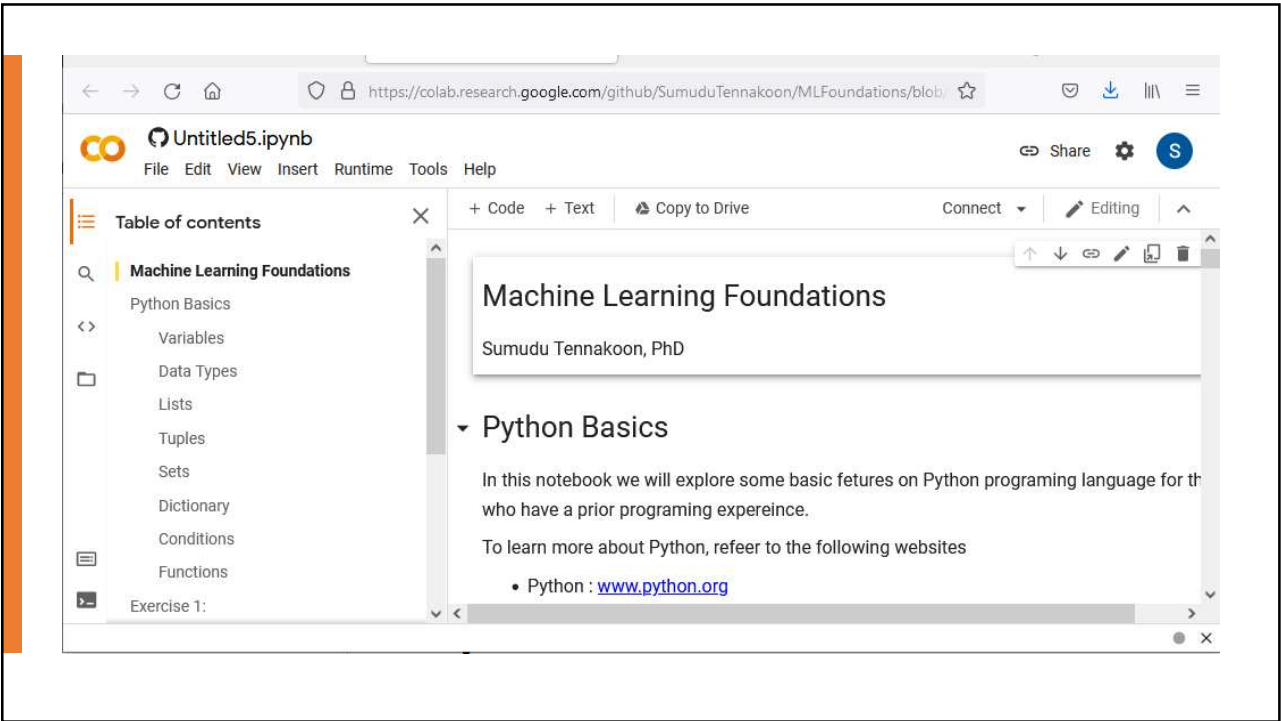 https://colab.research.google.com/github/SumuduTennakoon/MLFoundations/blob/
Untitled5.ipynb
File Edit View Insert Runtime Tools Help
Share
S
Table of contents
Machine Learning Foundations
Python Basics
Variables
Data Types
Lists
Tuples
Sets
Dictionary
Conditions
Functions
Exercise 1:
+ Code + Text Copy to Drive
Connect
Editing
Machine Learning Foundations
Sumudu Tennakoon, PhD
Python Basics
In this notebook we will explore some basic fetures on Python programing language for th
who have a prior programing expereince.
To learn more about Python, refeer to the following websites
• Python : www.python.org